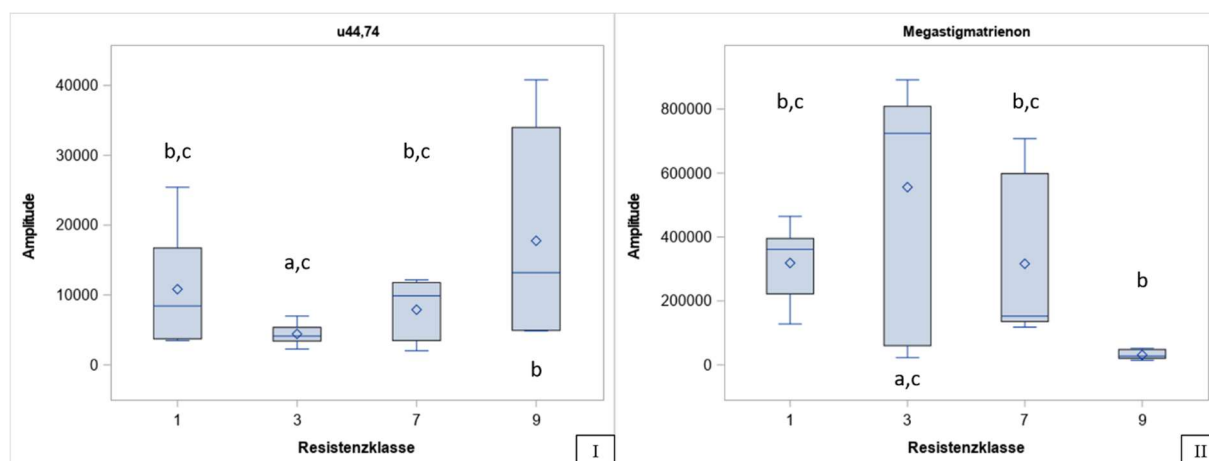 u44,74
Amplitude
40000
30000
20000
10000
0
b,c
a,c
b,c
b
1 3 7 9
Resistenzklasse
I
Megastigmatrienon
Amplitude
800000
600000
400000
200000
0
b,c
a,c
b,c
b
1 3 7 9
Resistenzklasse
II